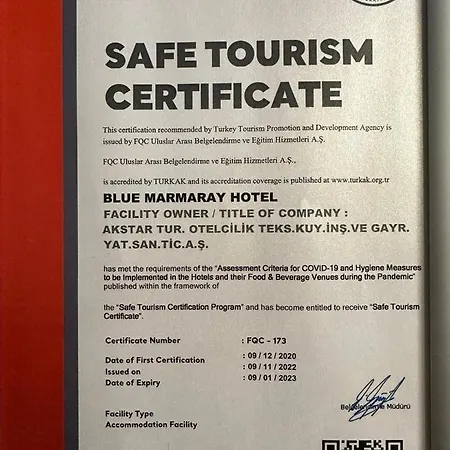 SAFE TOURISM
CERTIFICATE
This certification recommended by Turkey Tourism Promotion and Development Agency is
issued by FQC Uluslar Arası Belgelendirme ve Eğitim Hizmetleri A.Ş.
FQC Uluslar Arası Belgelendirme ve Eğitim Hizmetleri A.Ş.,
is accredited by TURKAK and its accreditation coverage is published at www.turkak.org.tr
BLUE MARMARAY HOTEL
FACILITY OWNER / TITLE OF COMPANY :
AKSTAR TUR. OTELCİLİK TEKS.KUY.İNŞ.VE GAYR.
YAT.SAN.TİC.A.Ş.
has met the requirements of the "Assessment Criteria for COVID-19 and Hygiene Measures
to be Implemented in the Hotels and their Food & Beverage Venues during the Pandemic"
published within the framework of
the "Safe Tourism Certification Program" and has become entitled to receive "Safe Tourism
Certificate".
Certificate Number : FQC - 173
Date of First Certification : 09 / 12 / 2020
Issued on : 09 / 11 / 2022
Date of Expiry : 09 / 01 / 2023
Belgelendirme Müdürü
Facility Type
Accommodation Facility